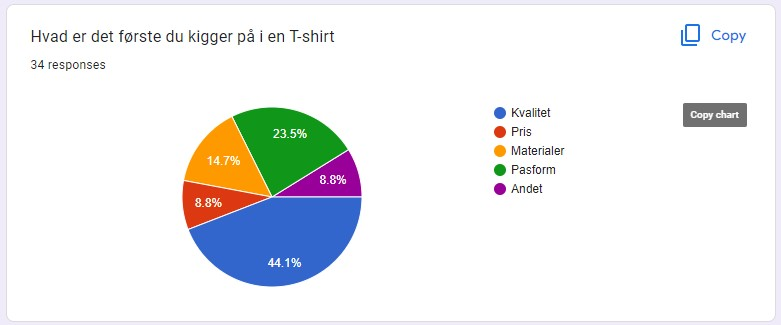 Hvad er det første du kigger på i en T-shirt
Copy
34 responses
Copy chart
Kvalitet
Pris
Materialer
Pasform
Andet
23.5%
14.7%
8.8%
8.8%
44.1%